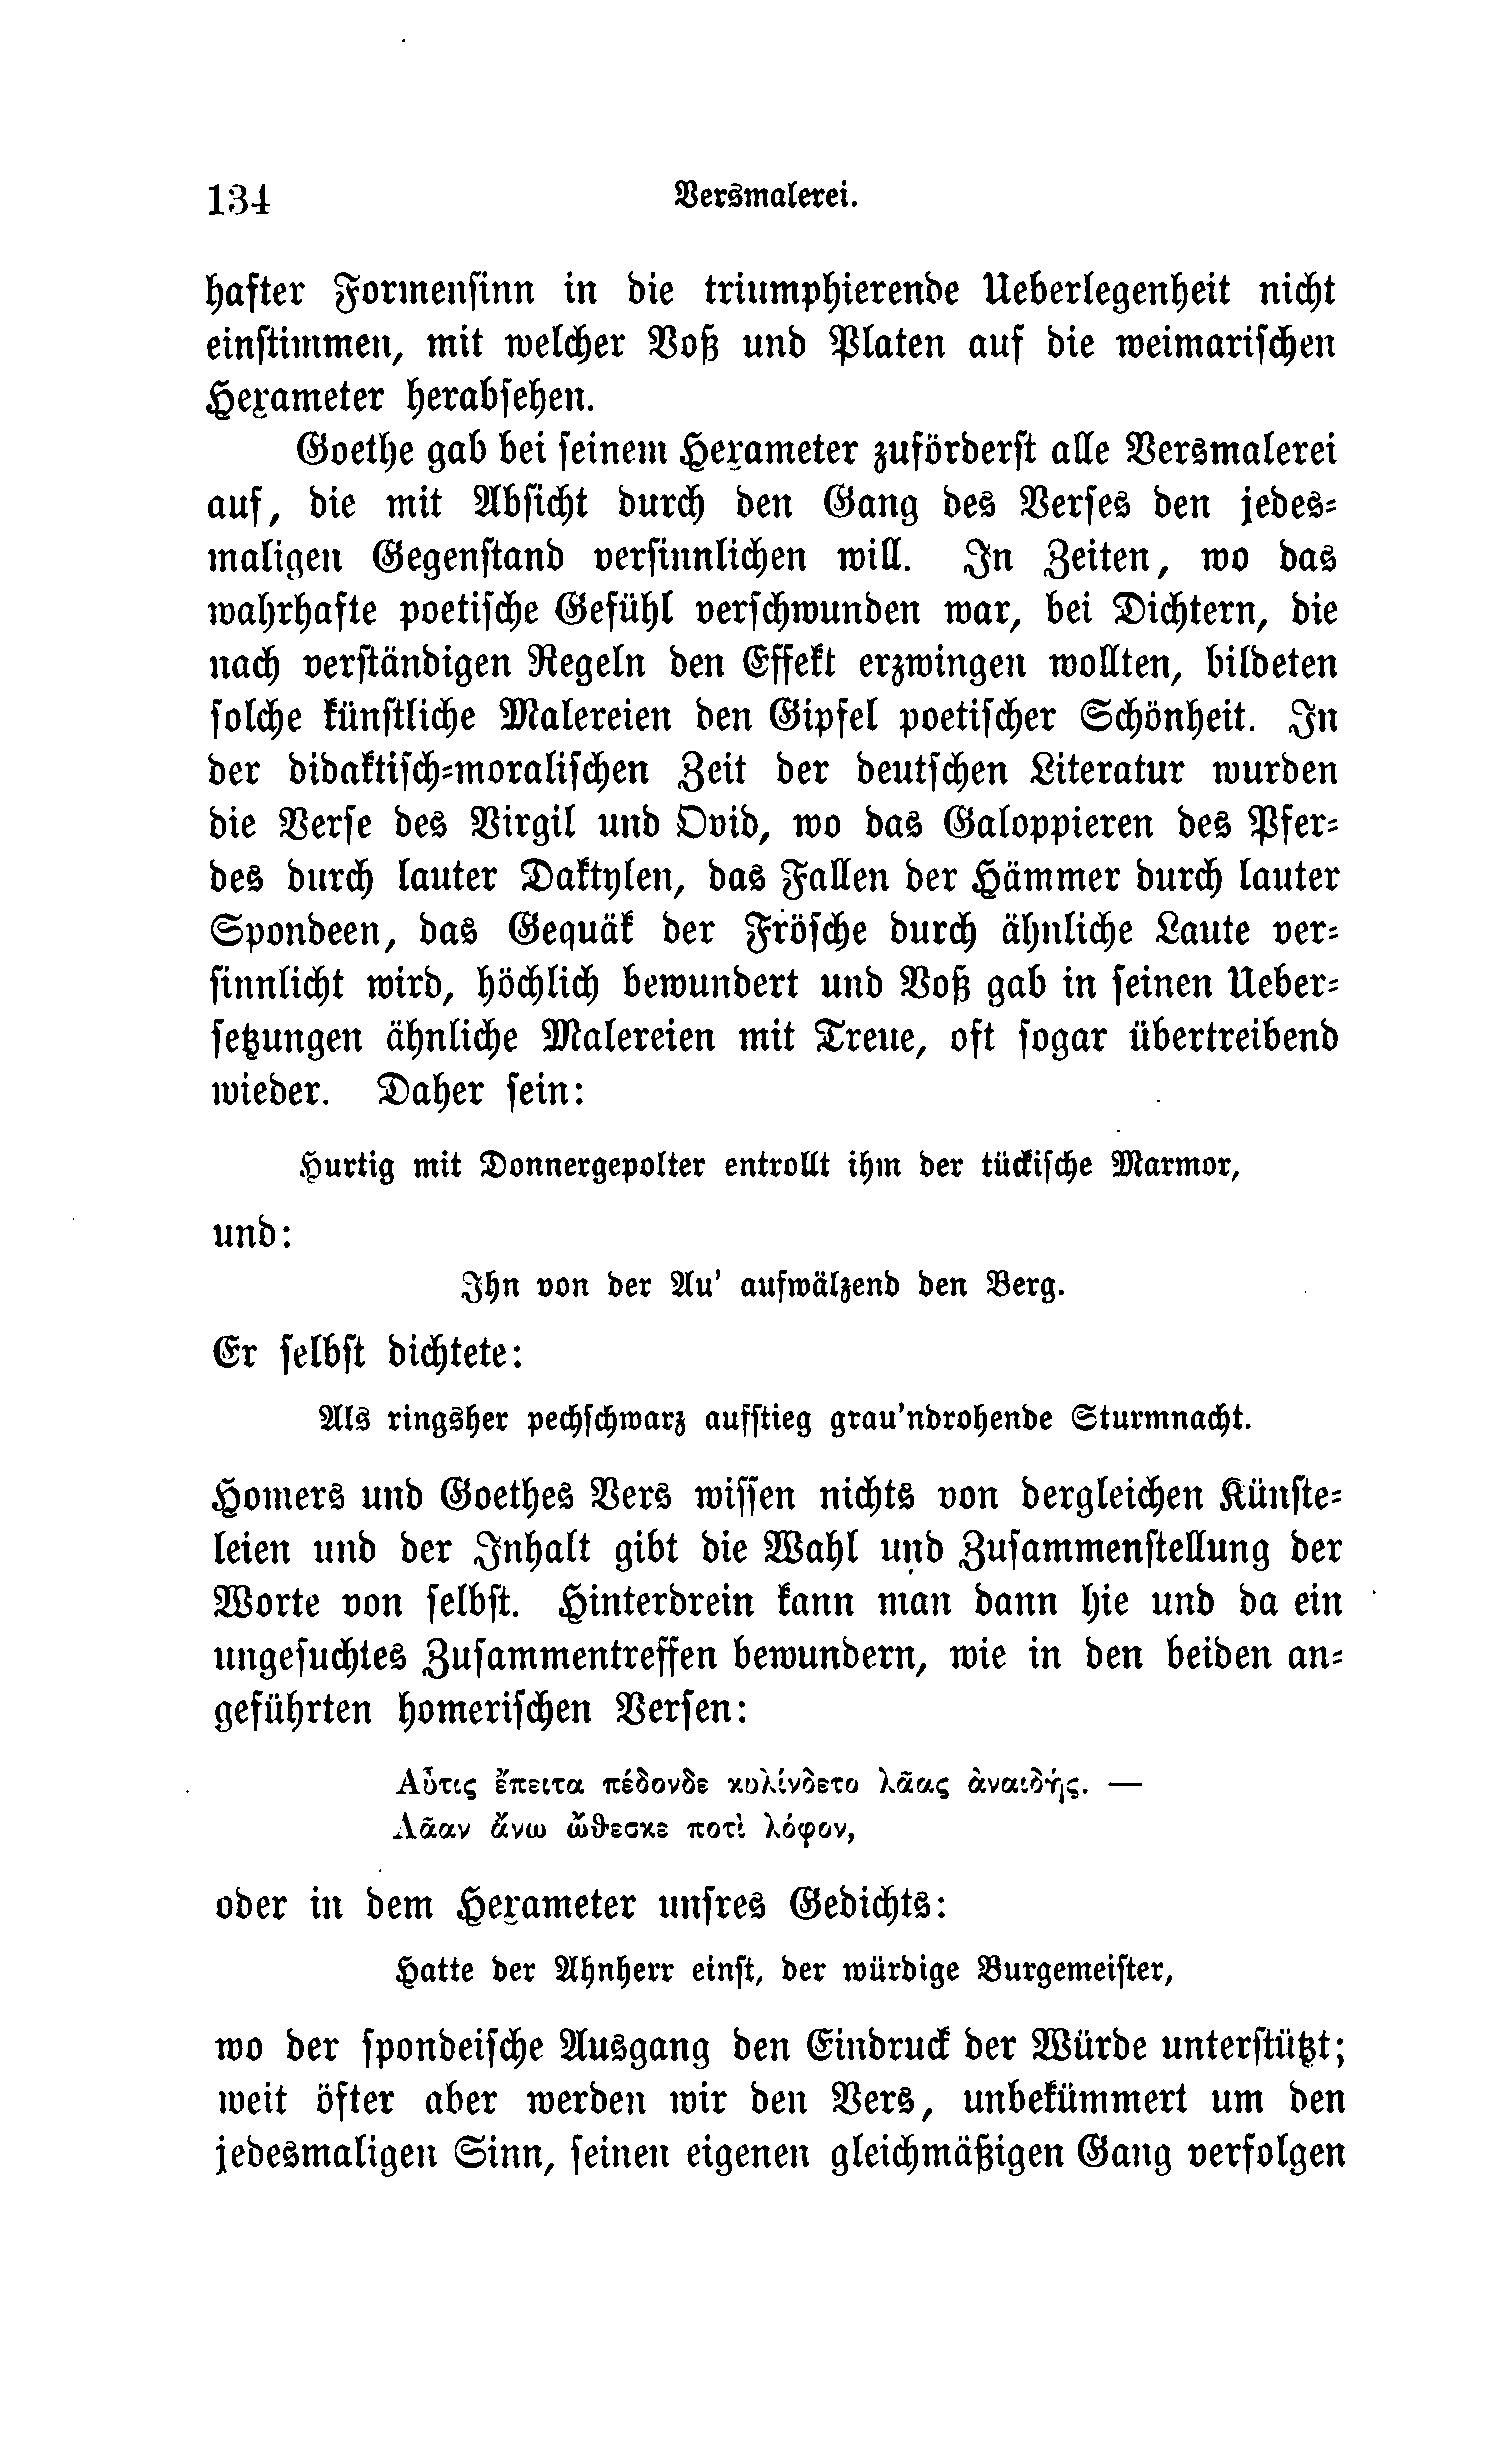 134
Versmalerei.
hafter Formensinn in die triumphierende Ueberlegenheit nicht
einstimmen, mit welcher Voß und Platen auf die weimarischen
Hexameter herabsehen.
Goethe gab bei seinem Hexameter zuförderst alle Versmalerei
auf, die mit Absicht durch den Gang des Verses den jedes-
maligen Gegenstand versinnlichen will. In Zeiten, wo das
wahrhafte poetische Gefühl verschwunden war, bei Dichtern, die
nach verständigen Regeln den Effekt erzwingen wollten, bildeten
solche künstliche Malereien den Gipfel poetischer Schönheit. In
der didaktisch-moralischen Zeit der deutschen Literatur wurden
die Verse des Virgil und Ovid, wo das Galoppieren des Pfer-
des durch lauter Daktylen, das Fallen der Hämmer durch lauter
Spondeen, das Gequäk der Frösche durch ähnliche Laute ver-
sinnlicht wird, höchlich bewundert und Voß gab in seinen Ueber-
setzungen ähnliche Malereien mit Treue, oft sogar übertreibend
wieder. Daher sein:
Hurtig mit Donnergepolter entrollt ihm der tückische Marmor,
und:
Ihn von der Au' aufwälzend den Berg.
Er selbst dichtete:
Als ringsher pechschwarz aufstieg grau'ndrohende Sturmnacht.
Homers und Goethes Vers wissen nichts von dergleichen Künste-
leien und der Inhalt gibt die Wahl und Zusammenstellung der
Worte von selbst. Hinterdrein kann man dann hie und da ein
ungesuchtes Zusammentreffen bewundern, wie in den beiden an-
geführten homerischen Versen:
Αὖτις ἔπειτα πέδονδε κυλίνδετο λᾶας ἀναιδής. —
Λᾶαν ἄνω ὤθεσκε ποτὶ λόφον,
oder in dem Hexameter unsres Gedichts:
Hatte der Ahnherr einst, der würdige Burgemeister,
wo der spondeische Ausgang den Eindruck der Würde unterstützt;
weit öfter aber werden wir den Vers, unbekümmert um den
jedesmaligen Sinn, seinen eigenen gleichmäßigen Gang verfolgen